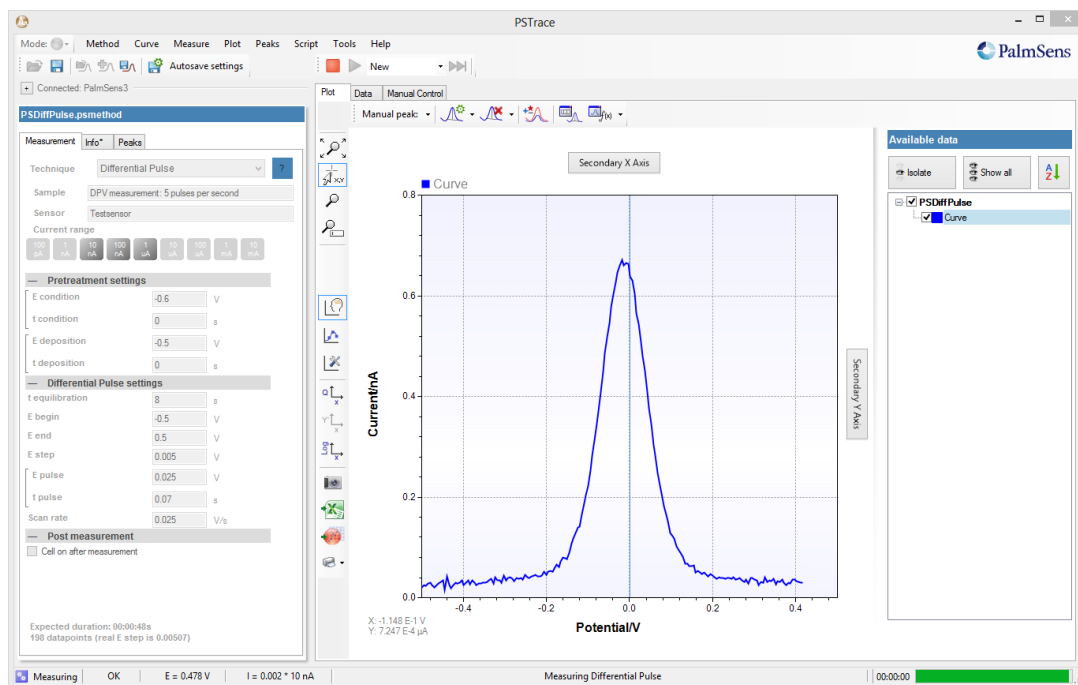 PSTrace
Mode: Method Curve Measure Plot Peaks Script Tools Help
Autosave settings New
PalmSens
+ Connected: PalmSens3
Plot Data Manual Control
PSDiffPulse.psmethod
Manual peak:
Measurement Info* Peaks
Technique Differential Pulse ?
Sample DPV measurement: 5 pulses per second
Sensor Testsensor
Current range
100 pA 1 nA 10 nA 100 nA 1 µA 10 µA 100 µA 1 mA 10 mA
— Pretreatment settings
E condition -0.6 V
t condition 0 s
E deposition -0.5 V
t deposition 0 s
— Differential Pulse settings
t equilibration 8 s
E begin -0.5 V
E end 0.5 V
E step 0.005 V
E pulse 0.025 V
t pulse 0.07 s
Scan rate 0.025 V/s
— Post measurement
Cell on after measurement
Expected duration: 00:00:48s
198 datapoints (real E step is 0.00507)
x,Y
Q x
Y x
Log x
f(x)
Secondary X Axis
Curve
0.8
0.6
0.4
0.2
0.0
-0.4 -0.2 0.0 0.2 0.4
Current/nA
Potential/V
Secondary Y Axis
X: -1.148 E-1 V
Y: 7.247 E-4 µA
Available data
Isolate Show all A Z
PSDiffPulse
Curve
Measuring OK E = 0.478 V I = 0.002 * 10 nA Measuring Differential Pulse 00:00:00